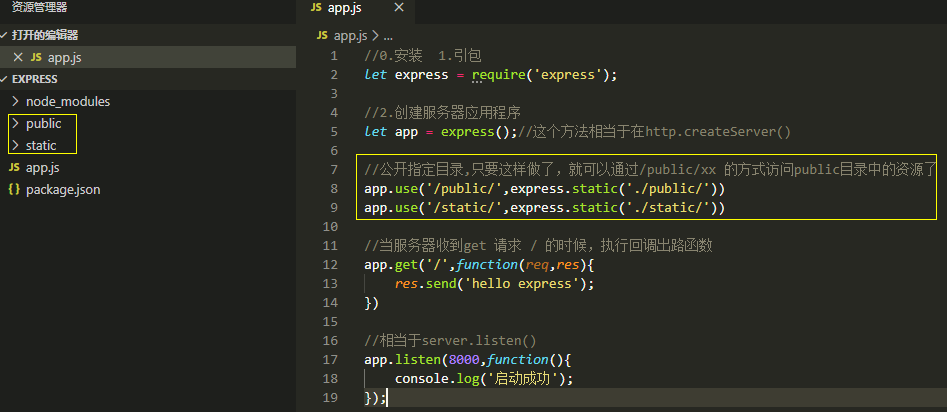 资源管理器
打开的编辑器
JS app.js
EXPRESS
node_modules
public
static
app.js
{} package.json
JS app.js
JS app.js > ...
1 //0.安装  1.引包
2 let express = require('express');
3
4 //2.创建服务器应用程序
5 let app = express();//这个方法相当于在http.createServer()
6
7 //公开指定目录,只要这样做了，就可以通过/public/xx 的方式访问public目录中的资源了
8 app.use('/public/',express.static('./public/'))
9 app.use('/static/',express.static('./static/'))
10
11 //当服务器收到get 请求 / 的时候，执行回调出路函数
12 app.get('/',function(req,res){
13     res.send('hello express');
14 })
15
16 //相当于server.listen()
17 app.listen(8000,function(){
18     console.log('启动成功');
19 });